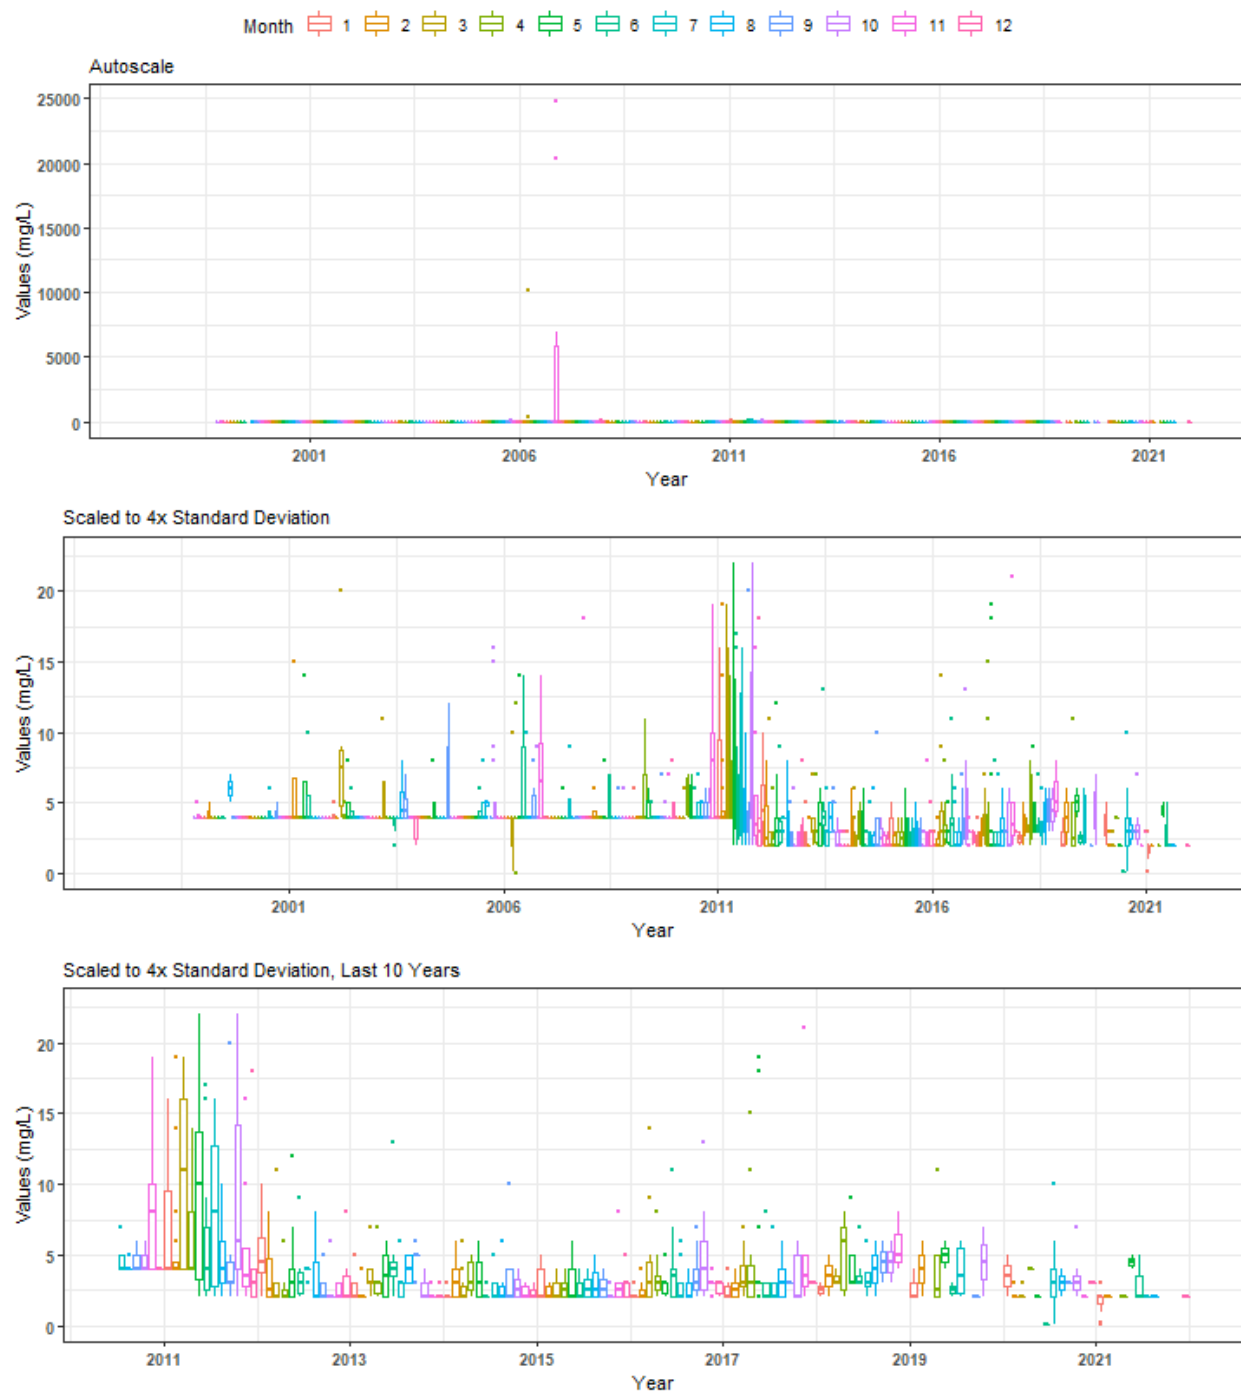 Month 1 2 3 4 5 6 7 8 9 10 11 12
Autoscale
25000
20000
15000
10000
5000
0
Values (mg/L)
2001 2006 2011 2016 2021
Year
Scaled to 4x Standard Deviation
20
15
10
5
0
Values (mg/L)
2001 2006 2011 2016 2021
Year
Scaled to 4x Standard Deviation, Last 10 Years
20
15
10
5
0
Values (mg/L)
2011 2013 2015 2017 2019 2021
Year